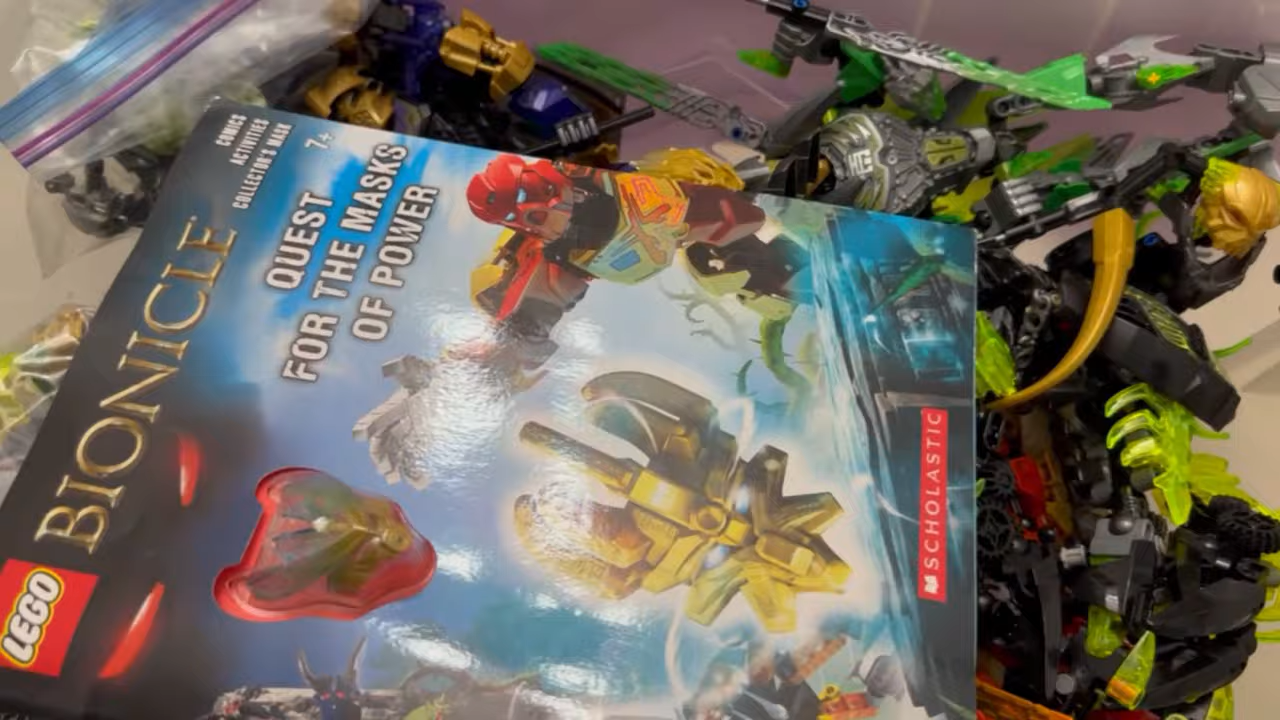 COMICS
ACTIVITIES
COLLECTOR'S MASK
7+
QUEST
FOR THE MASKS
OF POWER
BIONICLE
LEGO
SCHOLASTIC